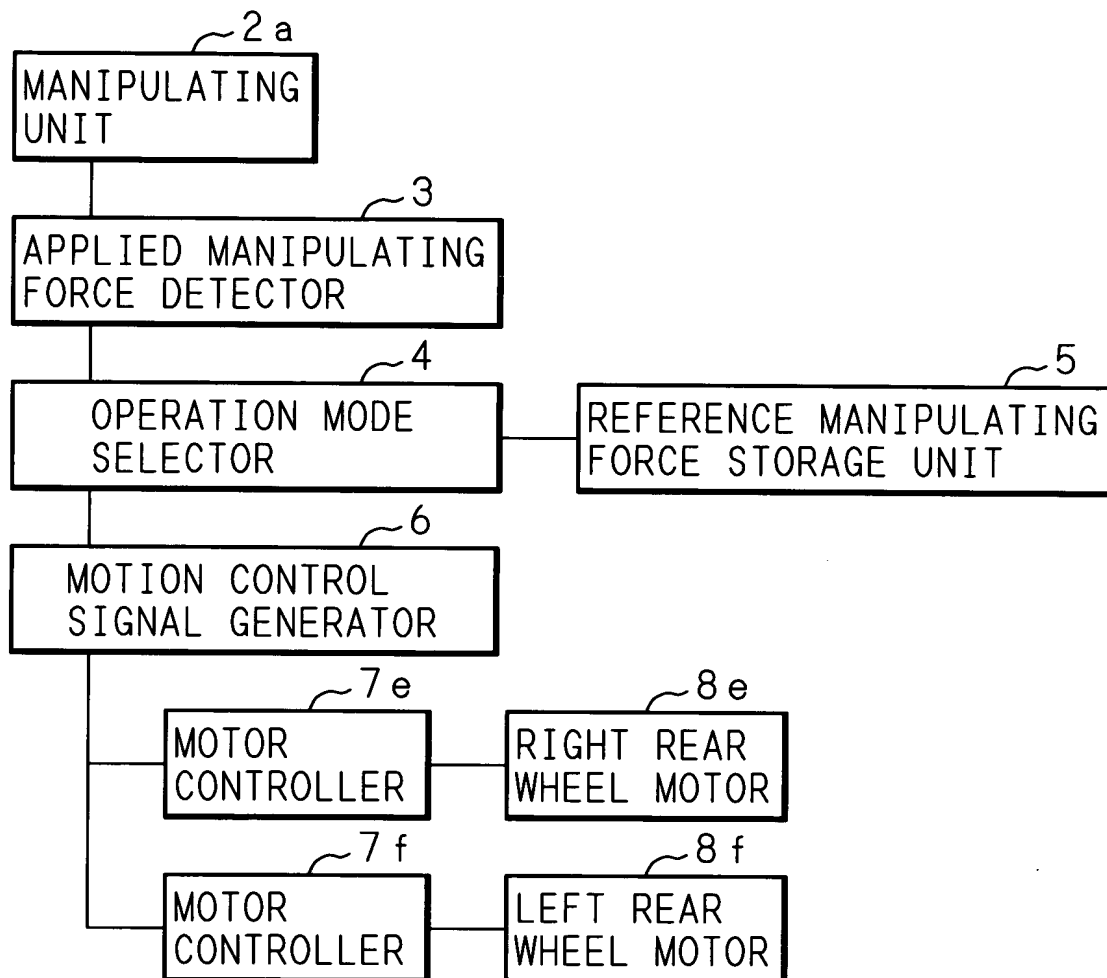 2a
MANIPULATING
UNIT
3
APPLIED MANIPULATING
FORCE DETECTOR
4
OPERATION MODE
SELECTOR
5
REFERENCE MANIPULATING
FORCE STORAGE UNIT
6
MOTION CONTROL
SIGNAL GENERATOR
7e
MOTOR
CONTROLLER
8e
RIGHT REAR
WHEEL MOTOR
7f
MOTOR
CONTROLLER
8f
LEFT REAR
WHEEL MOTOR